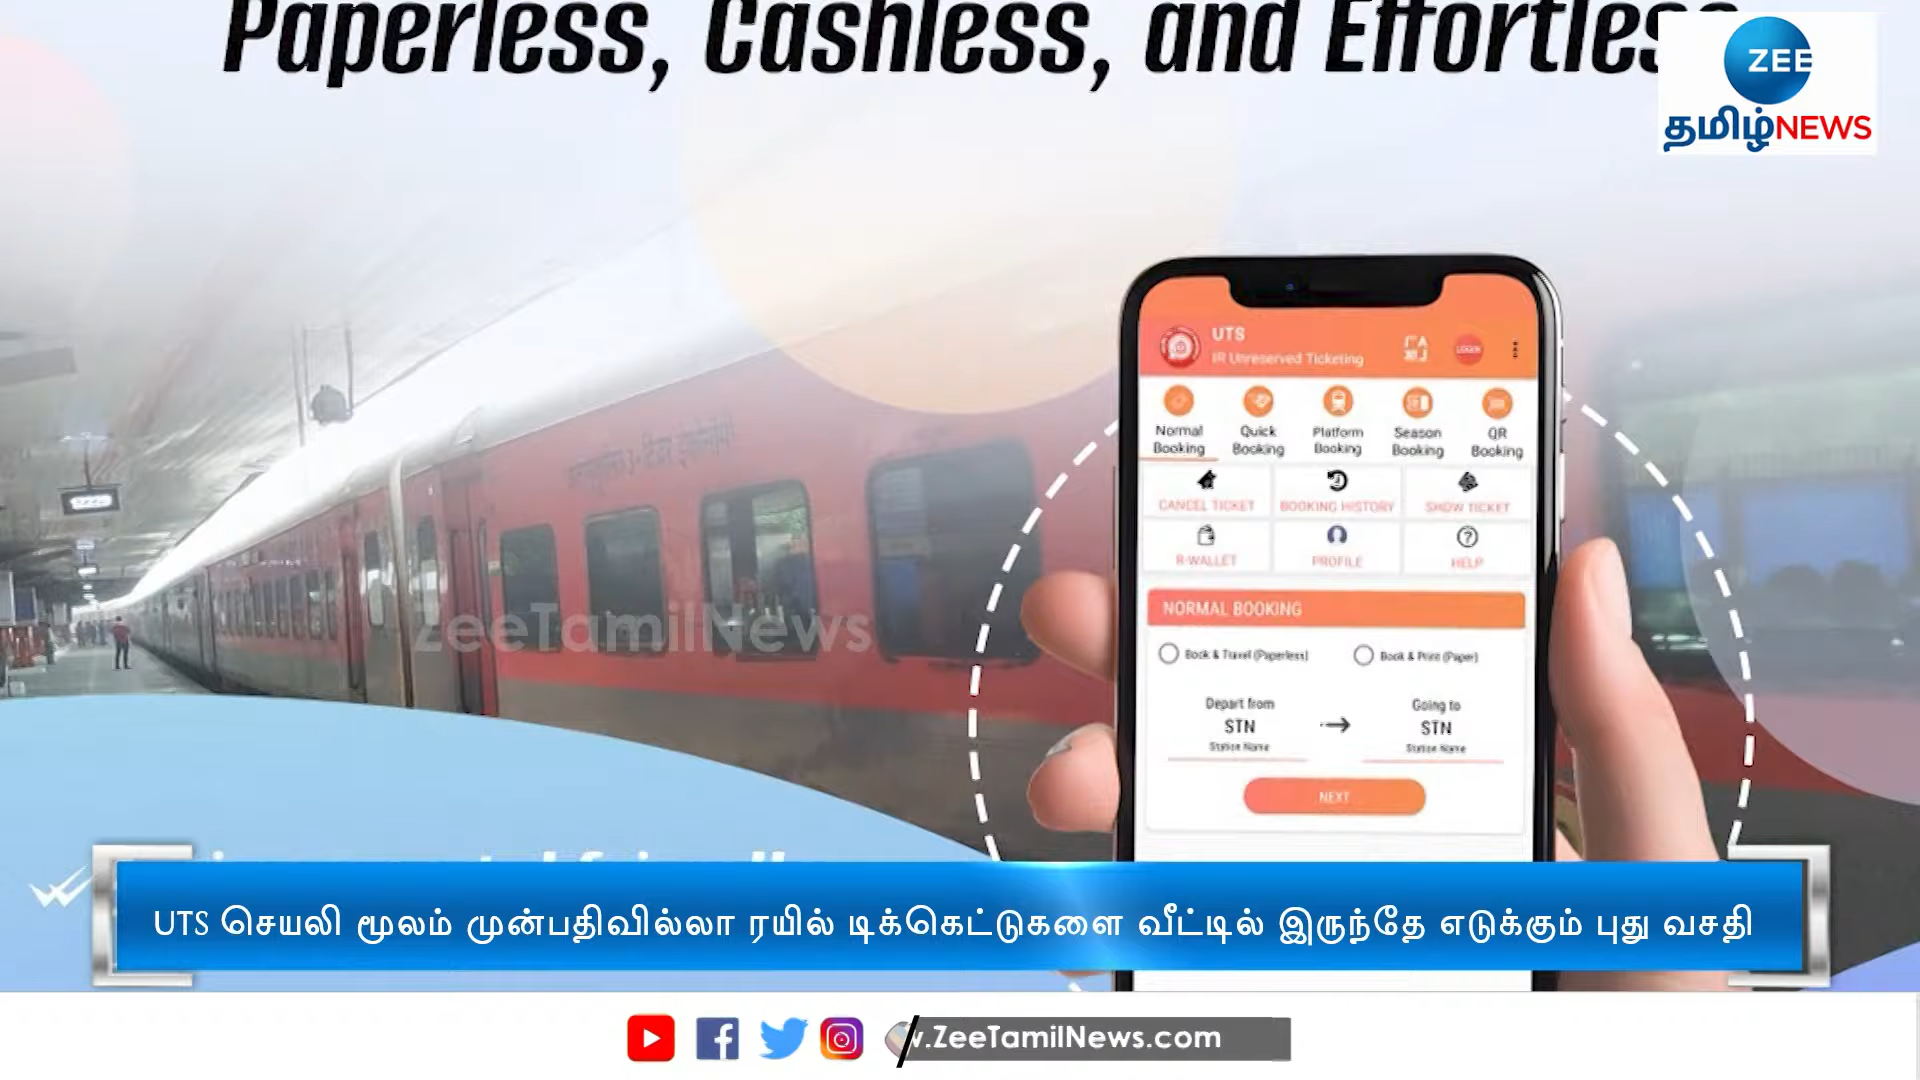 Paperless, Cashless, and Effortles
ZEE
தமிழ்NEWS
UTS
IR Unreserved Ticketing
LOGIN
Normal Booking
Quick Booking
Platform Booking
Season Booking
QR Booking
CANCEL TICKET
BOOKING HISTORY
SHOW TICKET
R-WALLET
PROFILE
HELP
ZeeTamilNews
NORMAL BOOKING
Book & Travel (Paperless)
Book & Print (Paper)
Depart from
Going to
STN
STN
Station Name
Station Name
NEXT
UTS செயலி மூலம் முன்பதிவில்லா ரயில் டிக்கெட்டுகளை வீட்டில் இருந்தே எடுக்கும் புது வசதி
.ZeeTamilNews.com